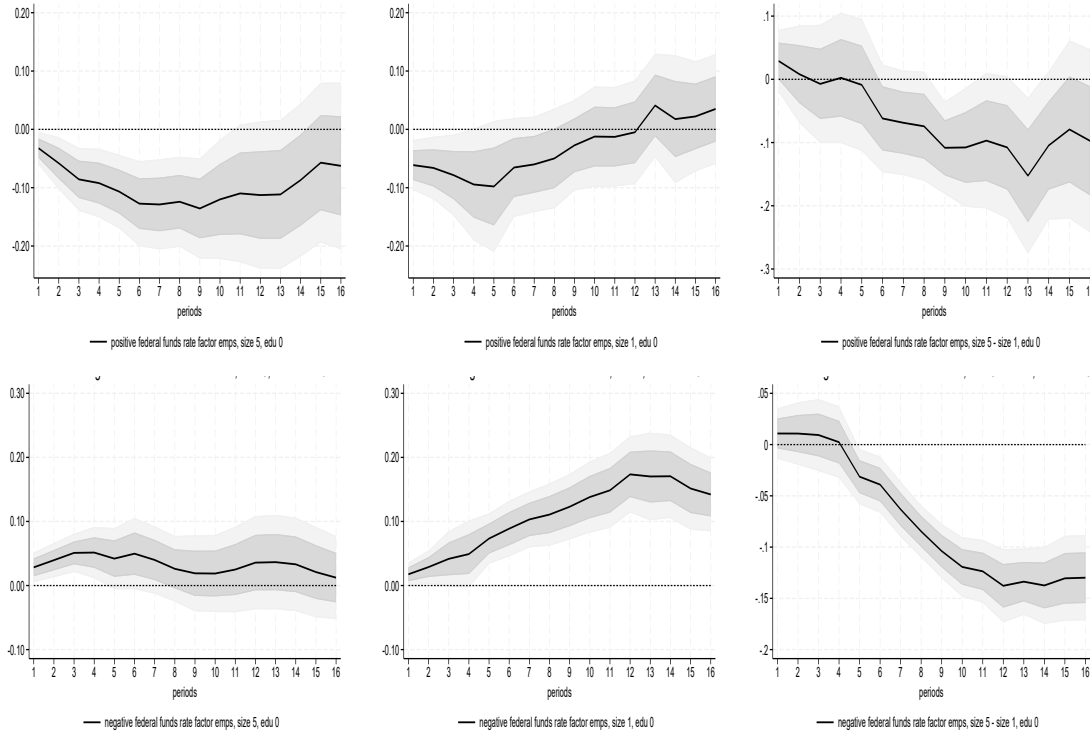 0.20
0.10
0.00
-0.10
-0.20
1 2 3 4 5 6 7 8 9 10 11 12 13 14 15 16
periods
positive federal funds rate factor emps, size 5, edu 0
0.20
0.10
0.00
-0.10
-0.20
1 2 3 4 5 6 7 8 9 10 11 12 13 14 15 16
periods
positive federal funds rate factor emps, size 1, edu 0
.1
0
-.1
-.2
-.3
1 2 3 4 5 6 7 8 9 10 11 12 13 14 15
periods
positive federal funds rate factor emps, size 5 - size 1, edu 0
0.30
0.20
0.10
0.00
-0.10
1 2 3 4 5 6 7 8 9 10 11 12 13 14 15 16
periods
negative federal funds rate factor emps, size 5, edu 0
0.30
0.20
0.10
0.00
-0.10
1 2 3 4 5 6 7 8 9 10 11 12 13 14 15 16
periods
negative federal funds rate factor emps, size 1, edu 0
.05
0
-.05
-.1
-.15
-.2
1 2 3 4 5 6 7 8 9 10 11 12 13 14 15 16
periods
negative federal funds rate factor emps, size 5 - size 1, edu 0